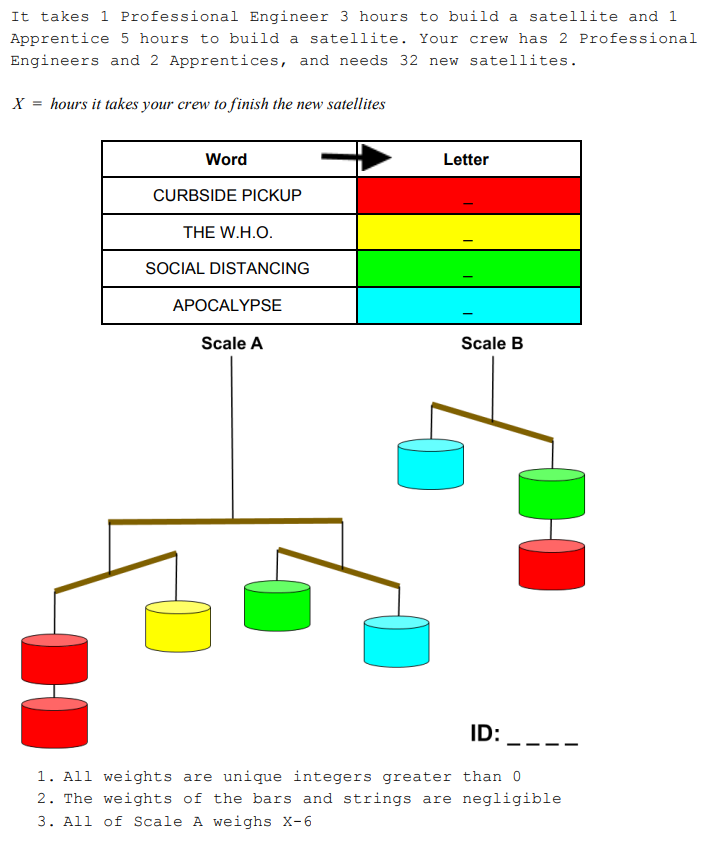 It takes 1 Professional Engineer 3 hours to build a satellite and 1
Apprentice 5 hours to build a satellite. Your crew has 2 Professional
Engineers and 2 Apprentices, and needs 32 new satellites.
X = hours it takes your crew to finish the new satellites
Word Letter
CURBSIDE PICKUP _
THE W.H.O. _
SOCIAL DISTANCING _
APOCALYPSE _
Scale A Scale B
ID: _ _ _ _
1. All weights are unique integers greater than 0
2. The weights of the bars and strings are negligible
3. All of Scale A weighs X-6